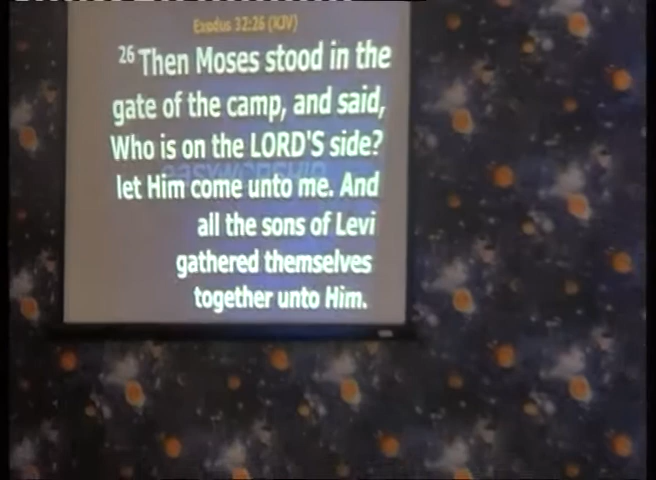 Exodus 32:26 (KJV)
26 Then Moses stood in the
gate of the camp, and said,
Who is on the LORD'S side?
let Him come unto me. And
all the sons of Levi
gathered themselves
together unto Him.
easyworship